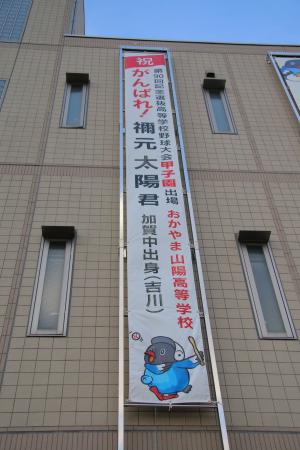 祝
第90回記念選抜高等学校野球大会甲子園出場 おかやま山陽高等学校
がんばれ！ 禰元太陽君 加賀中出身(吉川)